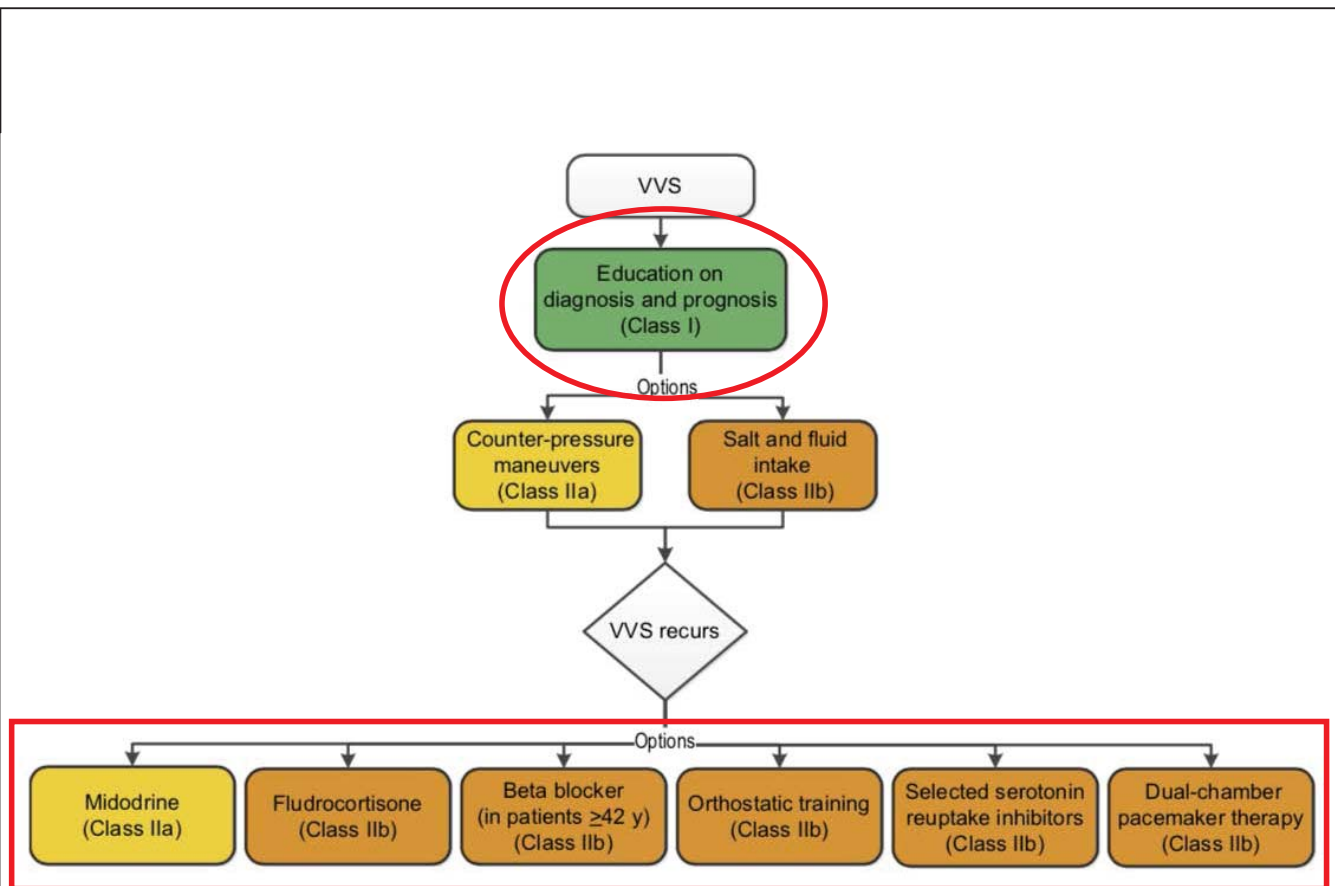 VVS
Education on
diagnosis and prognosis
(Class I)
Options
Counter-pressure
maneuvers
(Class IIa)
Salt and fluid
intake
(Class IIb)
VVS recurs
Options
Midodrine
(Class IIa)
Fludrocortisone
(Class IIb)
Beta blocker
(in patients ≥42 y)
(Class IIb)
Orthostatic training
(Class IIb)
Selected serotonin
reuptake inhibitors
(Class IIb)
Dual-chamber
pacemaker therapy
(Class IIb)